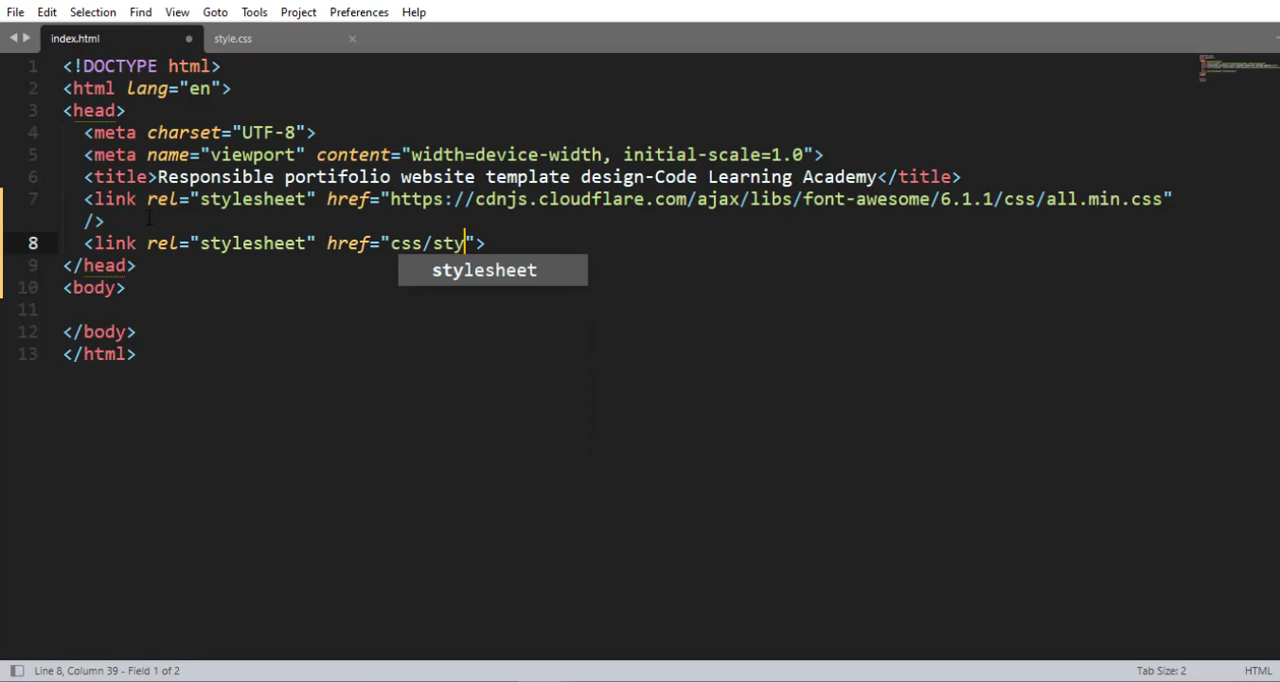 File Edit Selection Find View Goto Tools Project Preferences Help
index.html style.css
1 <!DOCTYPE html>
2 <html lang="en">
3 <head>
4 <meta charset="UTF-8">
5 <meta name="viewport" content="width=device-width, initial-scale=1.0">
6 <title>Responsible portifolio website template design-Code Learning Academy</title>
7 <link rel="stylesheet" href="https://cdnjs.cloudflare.com/ajax/libs/font-awesome/6.1.1/css/all.min.css"
/>
8 <link rel="stylesheet" href="css/sty">
stylesheet
9 </head>
10 <body>
11
12 </body>
13 </html>
Line 8, Column 39 - Field 1 of 2 Tab Size: 2 HTML